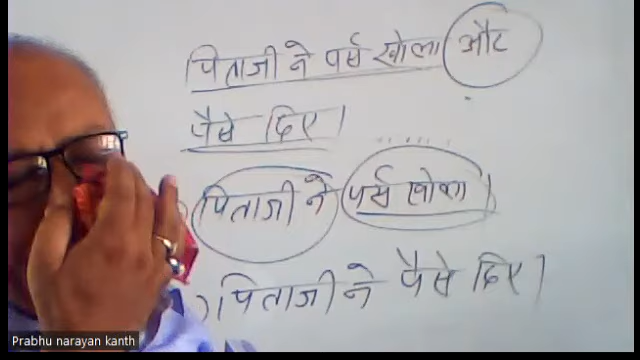 पिताजी ने पर्स खोला और
पैसे दिए।
पिताजी ने पर्स खोला।
) पिताजी ने पैसे दिए।
Prabhu narayan kanth